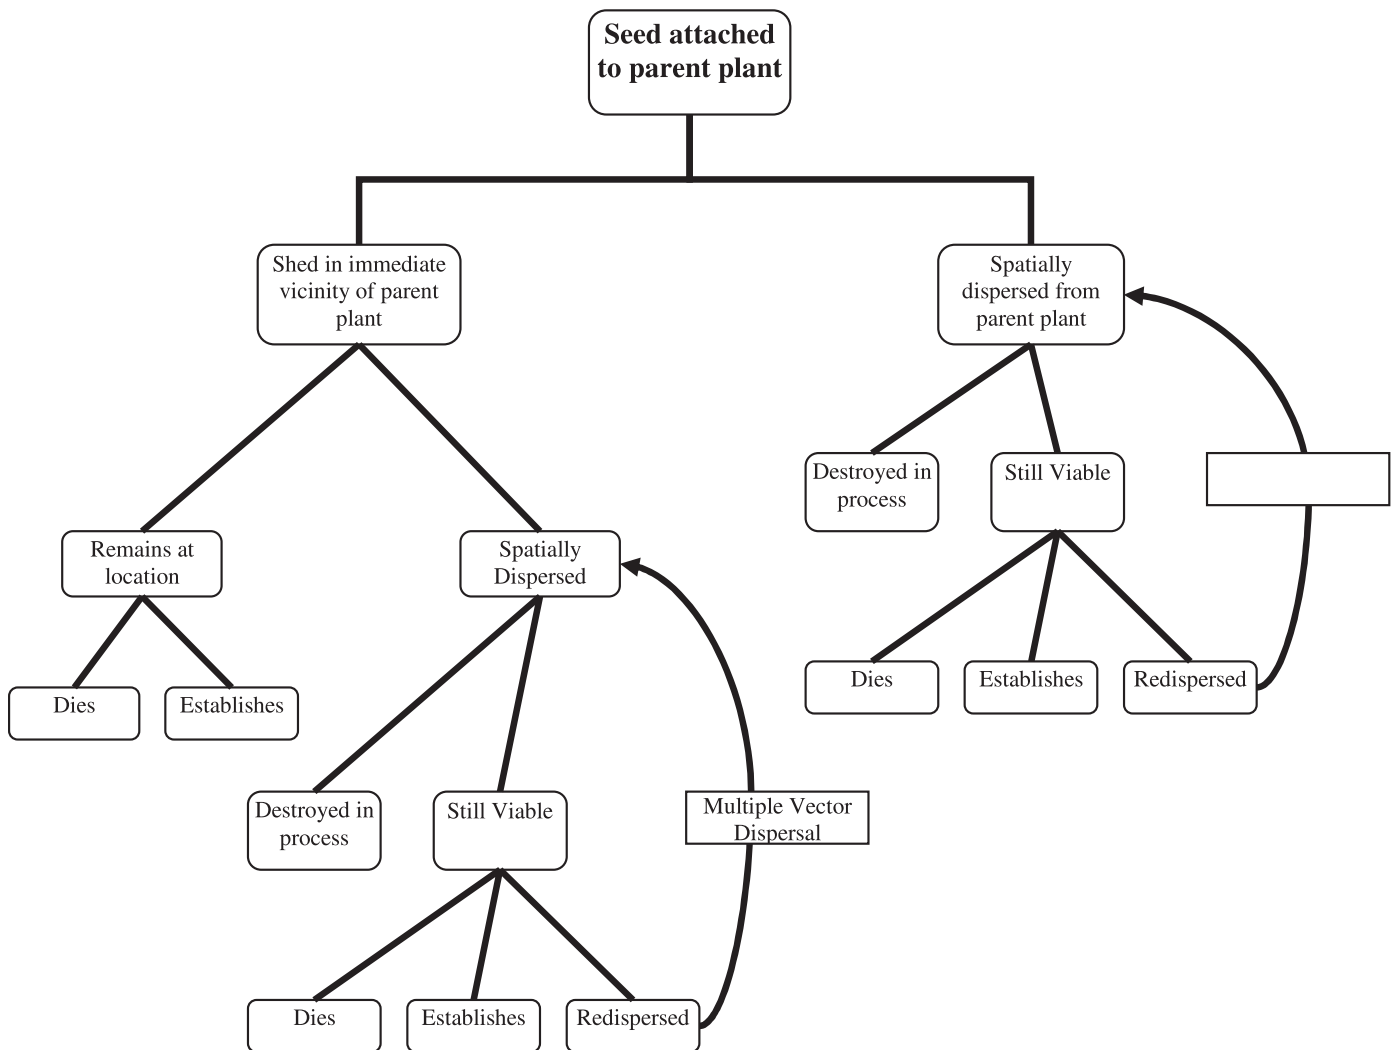 Seed attached
to parent plant
Shed in immediate
vicinity of parent
plant
Spatially
dispersed from
parent plant
Destroyed in
process
Still Viable
Remains at
location
Spatially
Dispersed
Dies
Establishes
Redispersed
Dies
Establishes
Destroyed in
process
Still Viable
Multiple Vector
Dispersal
Dies
Establishes
Redispersed